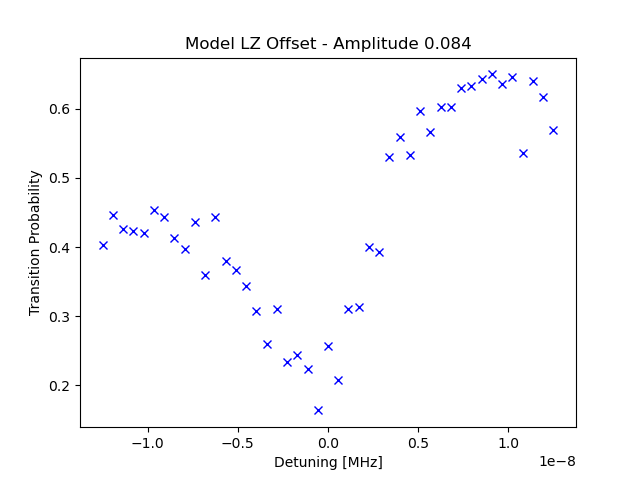 Model LZ Offset - Amplitude 0.084
Transition Probability
0.6
0.5
0.4
0.3
0.2
−1.0 −0.5 0.0 0.5 1.0
1e−8
Detuning [MHz]